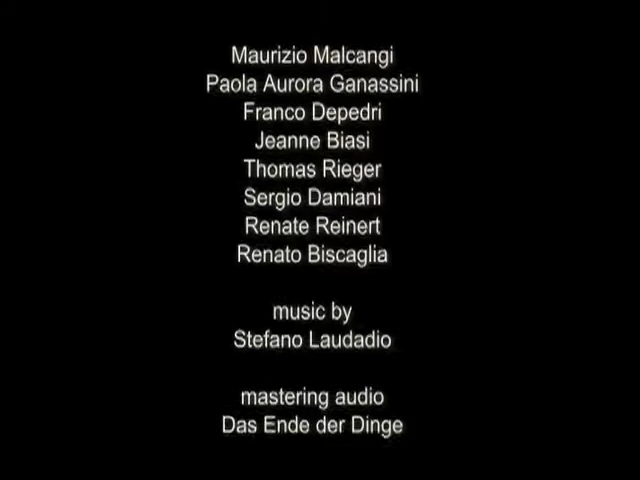 Maurizio Malcangi
Paola Aurora Ganassini
Franco Depedri
Jeanne Biasi
Thomas Rieger
Sergio Damiani
Renate Reinert
Renato Biscaglia
music by
Stefano Laudadio
mastering audio
Das Ende der Dinge